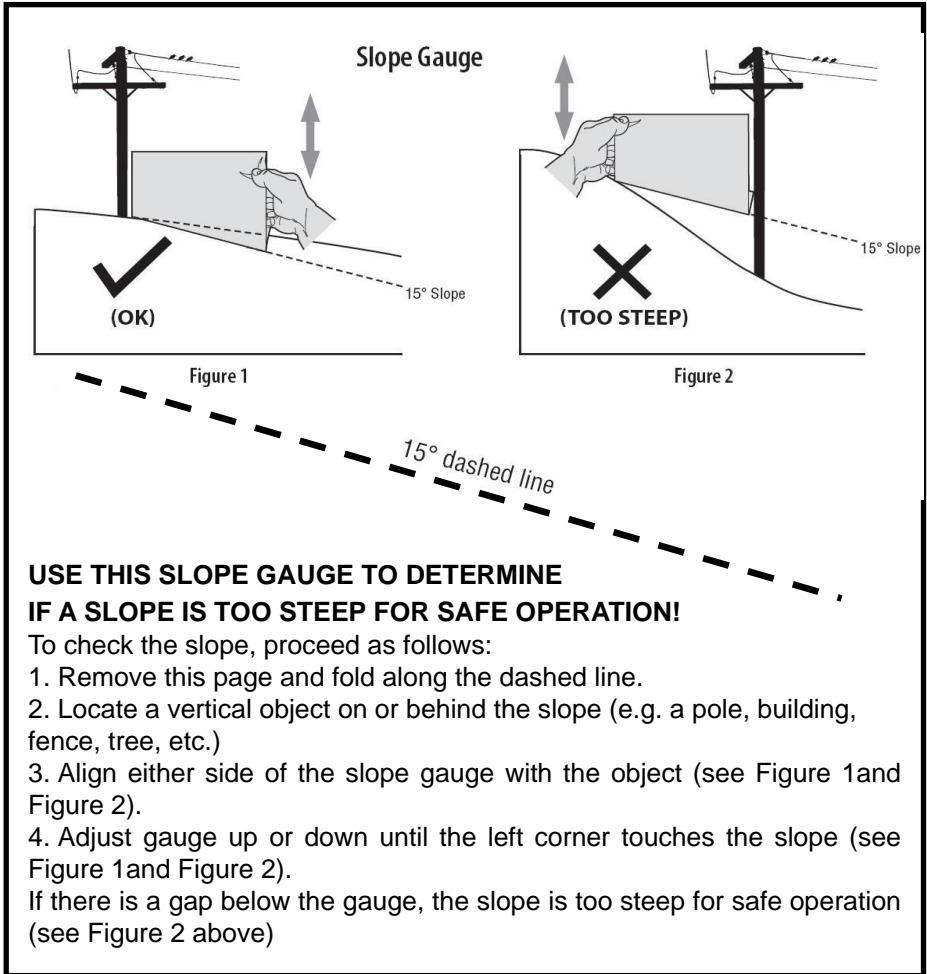 Slope Gauge
15° Slope
(OK)
Figure 1
15° Slope
(TOO STEEP)
Figure 2
15° dashed line
USE THIS SLOPE GAUGE TO DETERMINE
IF A SLOPE IS TOO STEEP FOR SAFE OPERATION!
To check the slope, proceed as follows:
1. Remove this page and fold along the dashed line.
2. Locate a vertical object on or behind the slope (e.g. a pole, building,
fence, tree, etc.)
3. Align either side of the slope gauge with the object (see Figure 1and
Figure 2).
4. Adjust gauge up or down until the left corner touches the slope (see
Figure 1and Figure 2).
If there is a gap below the gauge, the slope is too steep for safe operation
(see Figure 2 above)